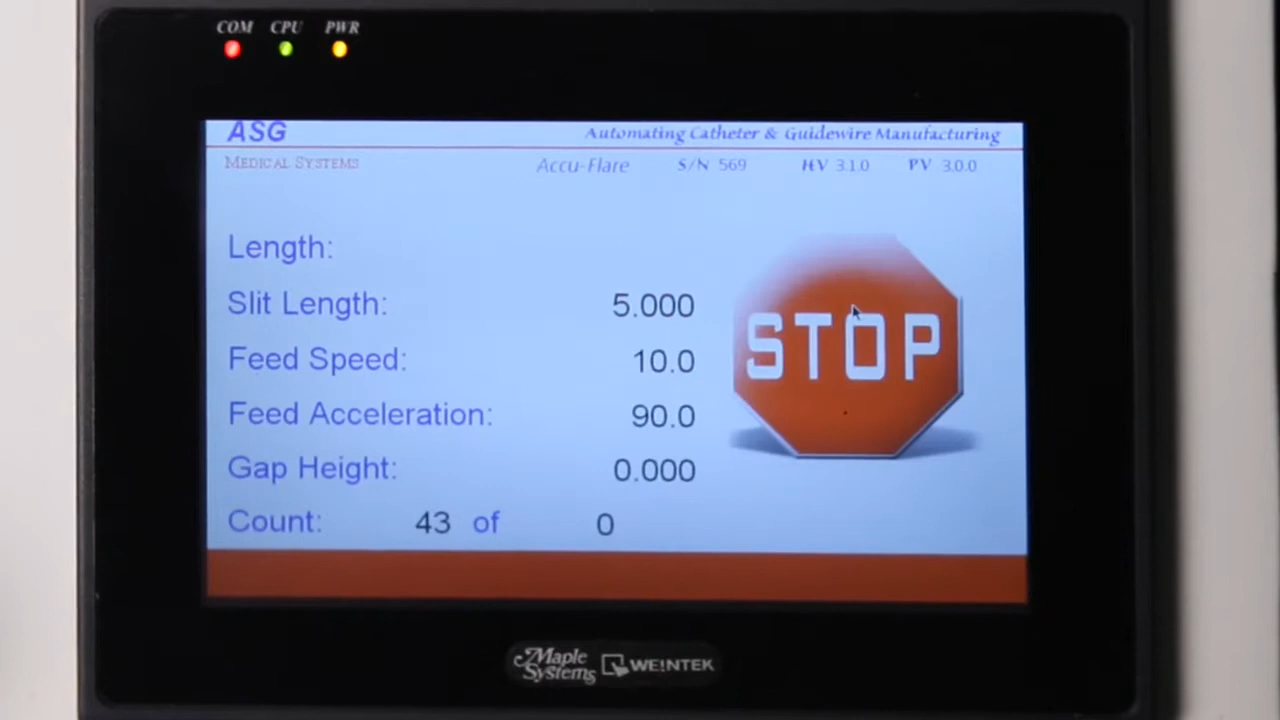 COM CPU PWR
ASG Automating Catheter & Guidewire Manufacturing
MEDICAL SYSTEMS Accu-Flare S/N 569 HV 3.1.0 PV 3.0.0
Length:
Slit Length: 5.000
Feed Speed: 10.0
Feed Acceleration: 90.0
Gap Height: 0.000
Count: 43 of 0
STOP
Maple Systems WEINTEK